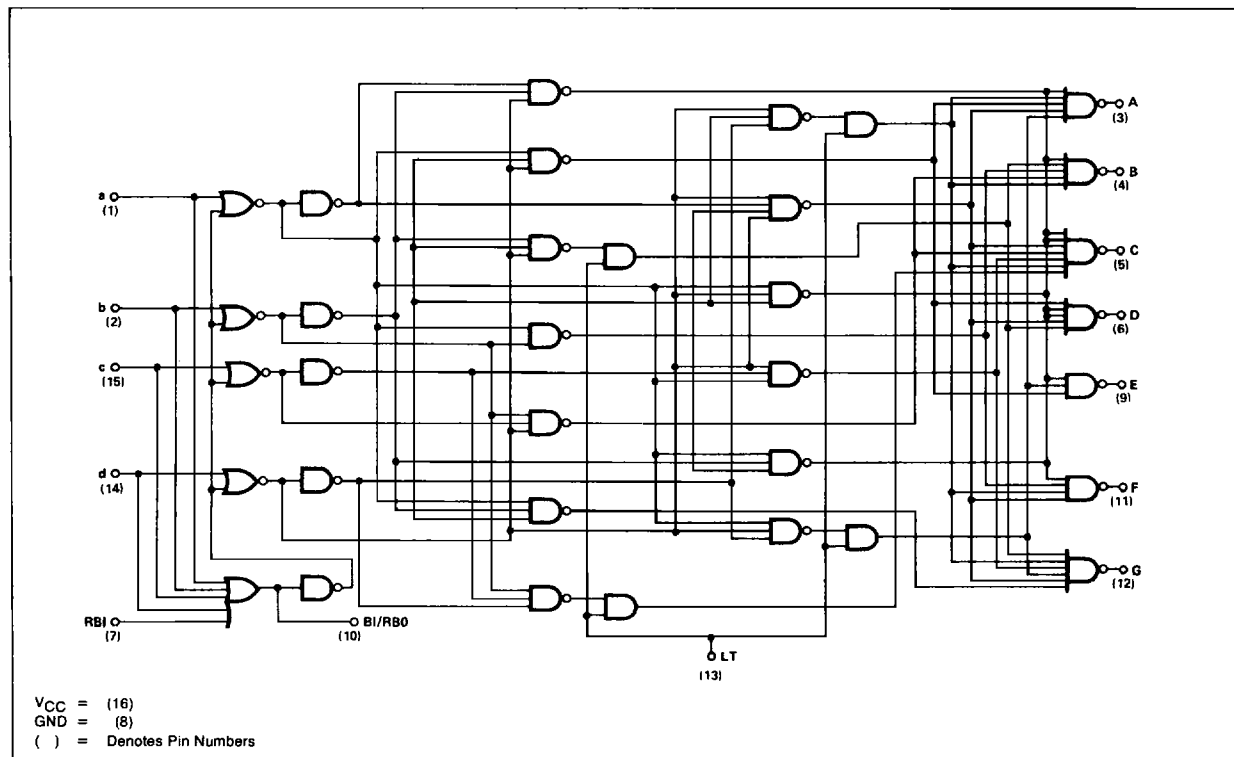 A
(3)
B
(4)
a
(1)
C
(5)
b
(2)
D
(6)
c
(15)
E
(9)
d
(14)
F
(11)
G
(12)
RBI
(7)
BI/RBO
(10)
LT
(13)
VCC = (16)
GND = (8)
( ) = Denotes Pin Numbers